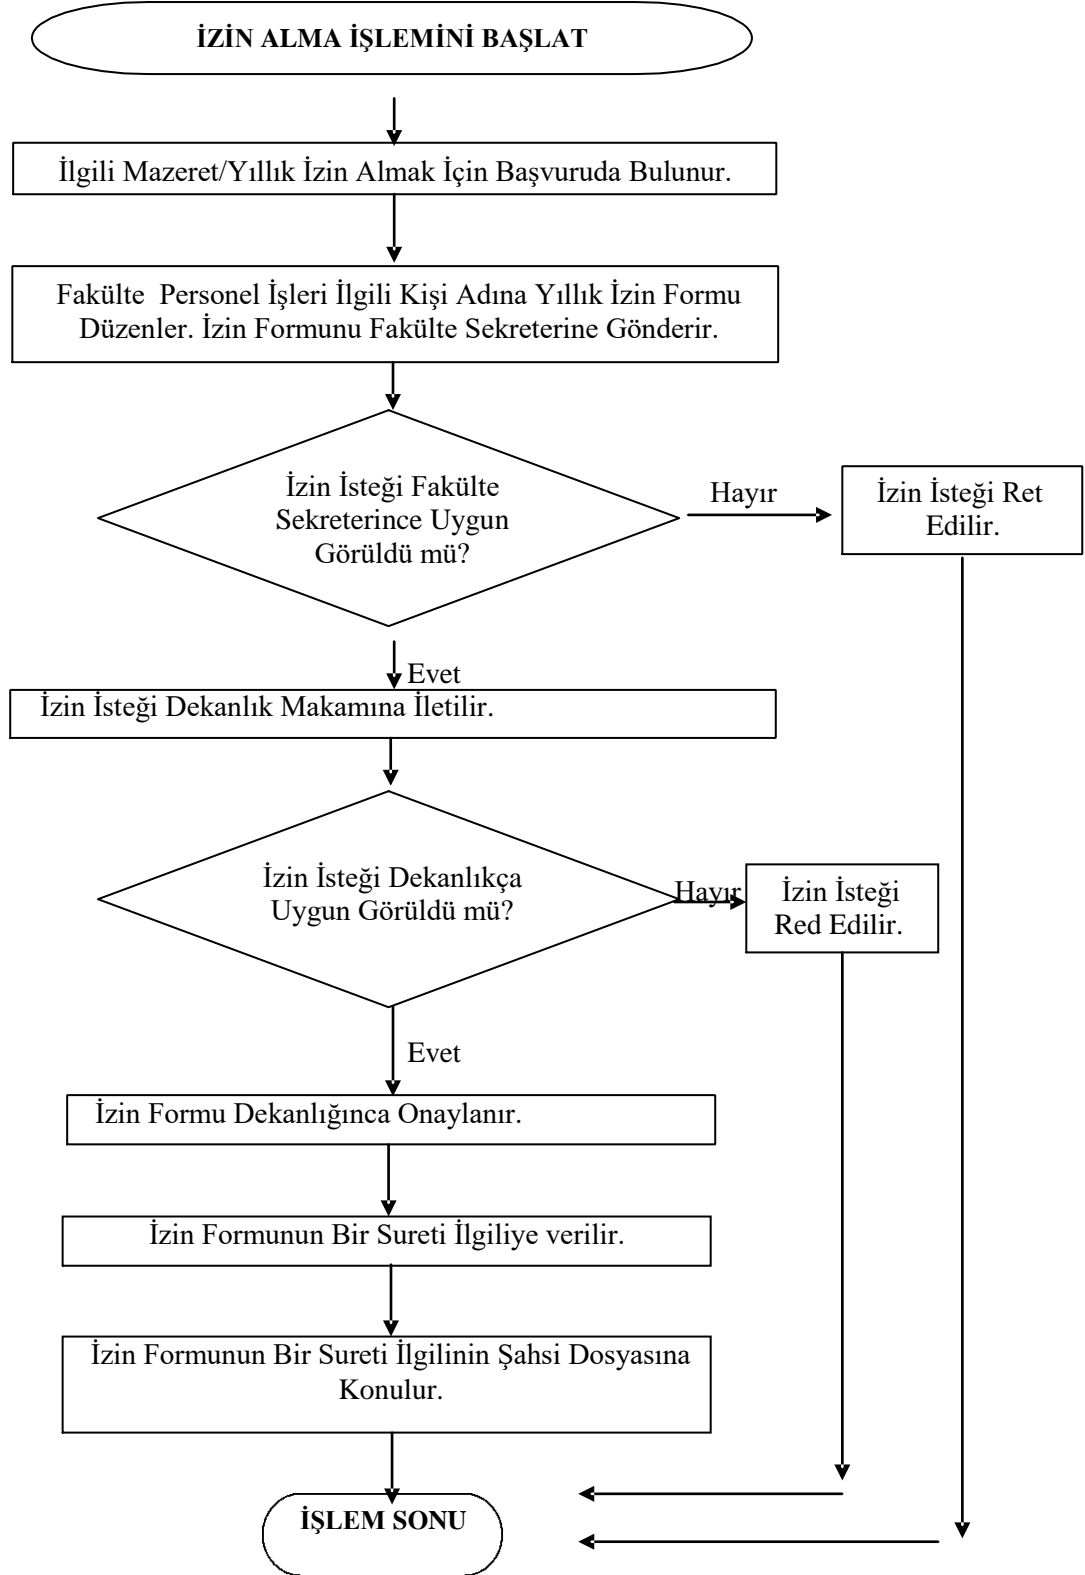 İZİN ALMA İŞLEMİNİ BAŞLAT
İlgili Mazeret/Yıllık İzin Almak İçin Başvuruda Bulunur.
Fakülte  Personel İşleri İlgili Kişi Adına Yıllık İzin Formu
Düzenler. İzin Formunu Fakülte Sekreterine Gönderir.
İzin İsteği Fakülte
Sekreterince Uygun
Görüldü mü?
Hayır
İzin İsteği Ret
Edilir.
Evet
İzin İsteği Dekanlık Makamına İletilir.
İzin İsteği Dekanlıkça
Uygun Görüldü mü?
Hayır
İzin İsteği
Red Edilir.
Evet
İzin Formu Dekanlığınca Onaylanır.
İzin Formunun Bir Sureti İlgiliye verilir.
İzin Formunun Bir Sureti İlgilinin Şahsi Dosyasına
Konulur.
İŞLEM SONU